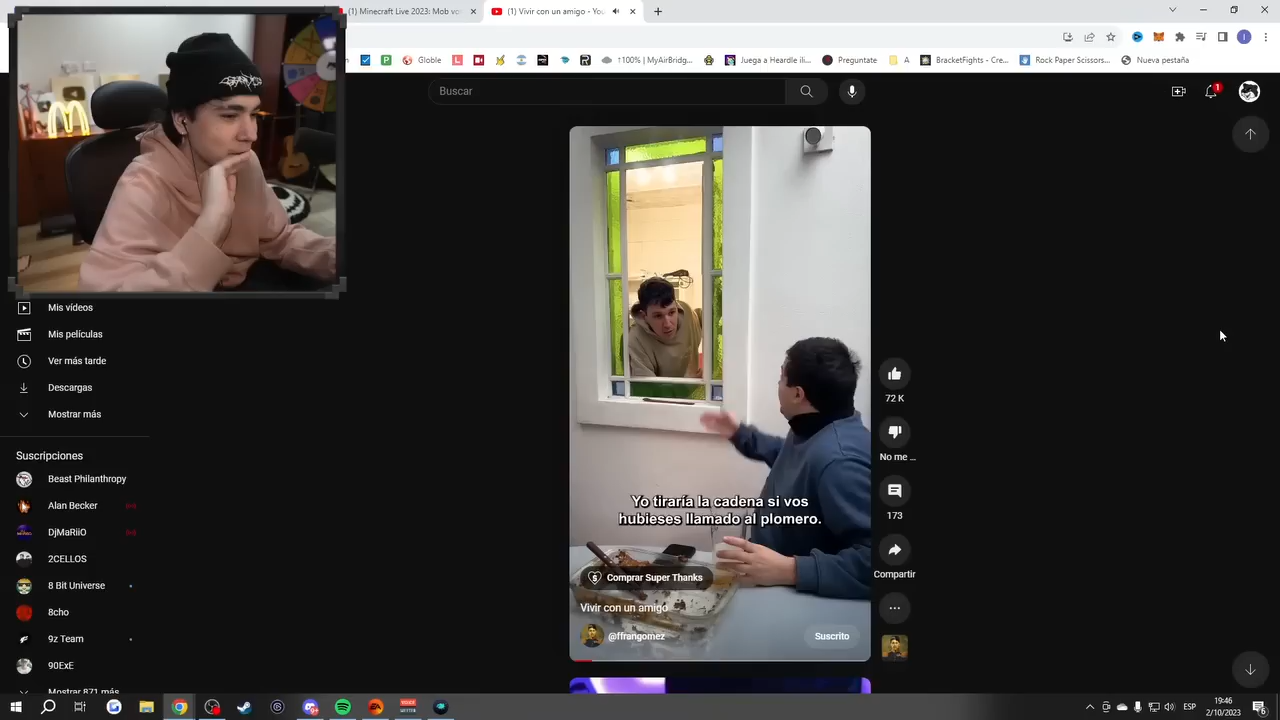 (1) Minecraft Live 2023: Mob vo
(1) Vivir con un amigo - You
P
Globle
↑100% | MyAirBridg...
Juega a Heardle ili...
Preguntate
A
BracketFights - Cre...
Rock Paper Scissors...
Nueva pestaña
Buscar
1
Mis vídeos
Mis películas
Ver más tarde
Descargas
Mostrar más
Suscripciones
Beast Philanthropy
Alan Becker
DjMaRiiO
2CELLOS
8 Bit Universe
8cho
9z Team
90ExE
Mostrar 871 más
Yo tiraría la cadena si vos
hubieses llamado al plomero.
Comprar Super Thanks
Vivir con un amigo
@ffrangomez
Suscrito
72 K
No me ...
173
Compartir
ESP
19:46
2/10/2023